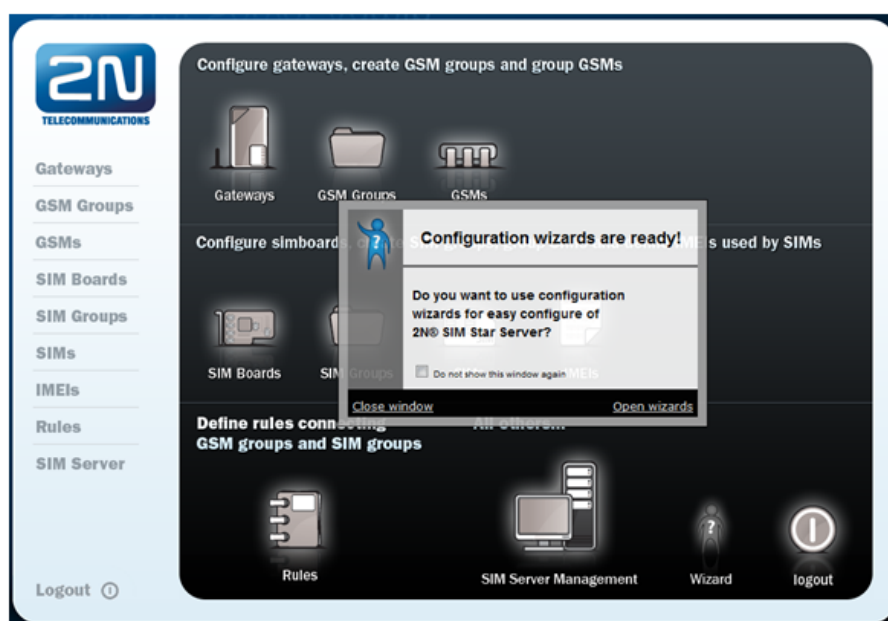 2N
TELECOMMUNICATIONS
Gateways
GSM Groups
GSMs
SIM Boards
SIM Groups
SIMs
IMEIs
Rules
SIM Server
Logout
Configure gateways, create GSM groups and group GSMs
Gateways
GSM Groups
GSMs
Configure simboards, s used by SIMs
SIM Boards
SIM Groups
IMEIs
Configuration wizards are ready!
Do you want to use configuration
wizards for easy configure of
2N® SIM Star Server?
Do not show this window again
Close window
Open wizards
Define rules connecting
GSM groups and SIM groups
All others...
Rules
SIM Server Management
Wizard
logout